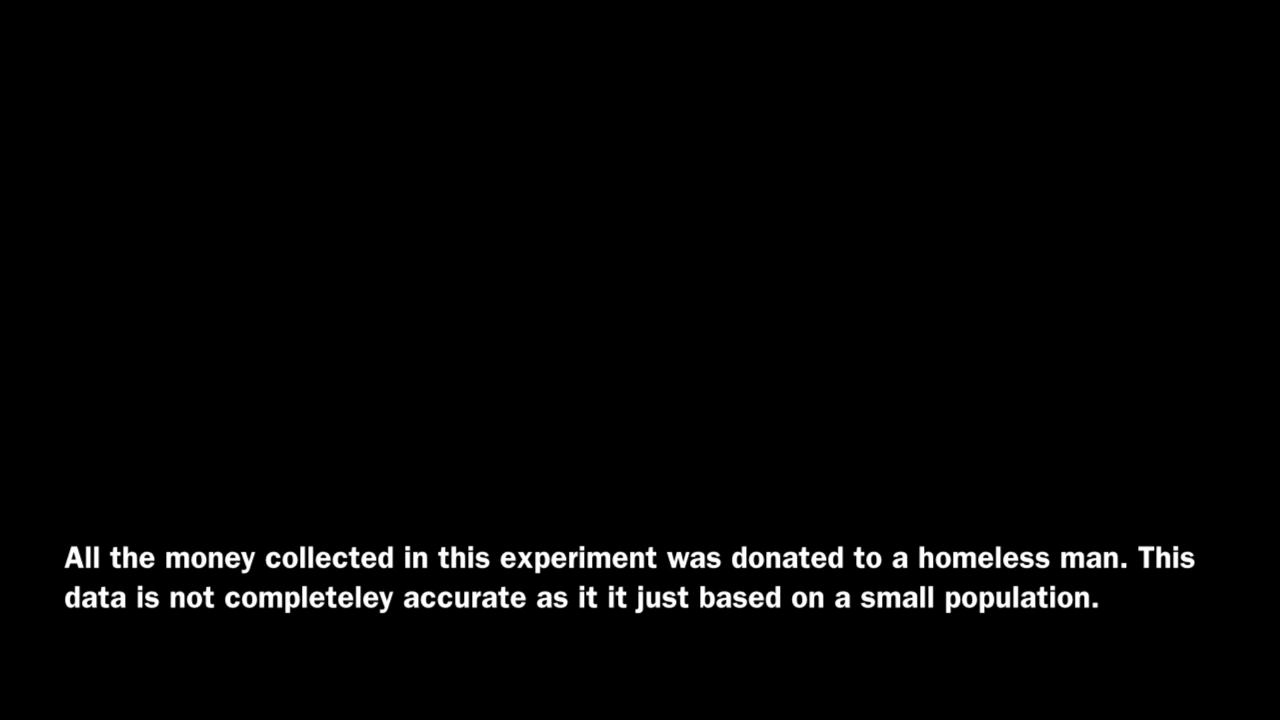 All the money collected in this experiment was donated to a homeless man. This
data is not completeley accurate as it it just based on a small population.